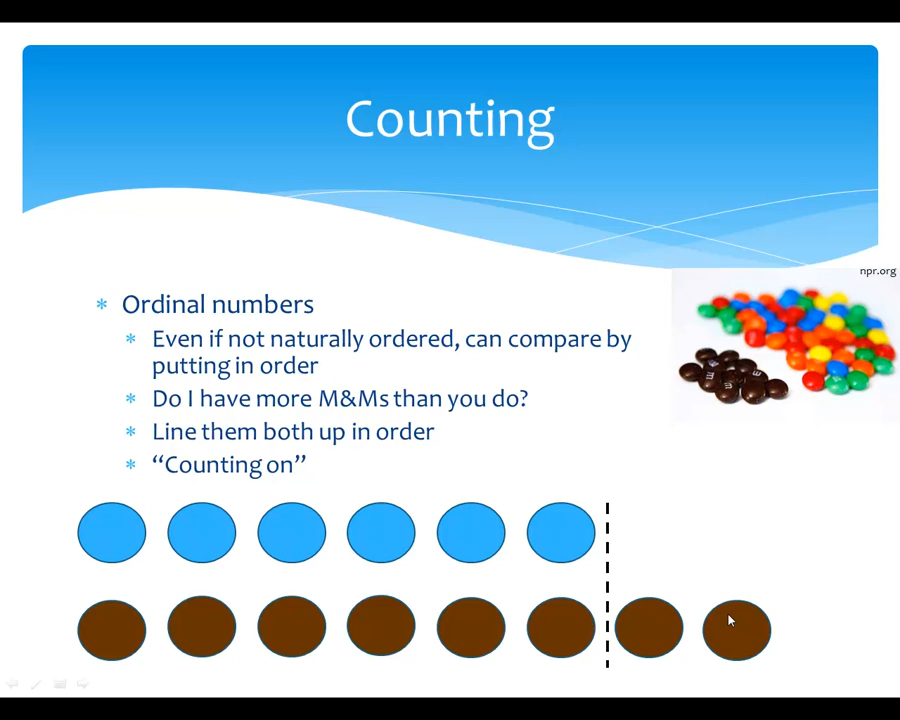 Counting
npr.org
* Ordinal numbers
* Even if not naturally ordered, can compare by
putting in order
* Do I have more M&Ms than you do?
* Line them both up in order
* “Counting on”